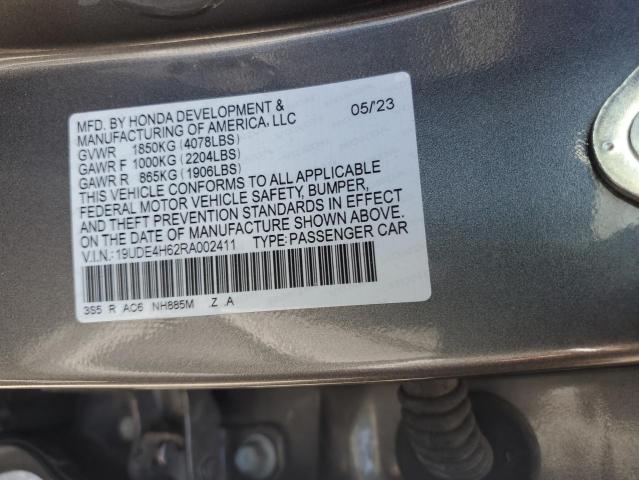 MFD. BY HONDA DEVELOPMENT & 05/'23
MANUFACTURING OF AMERICA, LLC
GVWR 1850KG (4078LBS)
GAWR F 1000KG (2204LBS)
GAWR R 865KG (1906LBS)
THIS VEHICLE CONFORMS TO ALL APPLICABLE
FEDERAL MOTOR VEHICLE SAFETY, BUMPER,
AND THEFT PREVENTION STANDARDS IN EFFECT
ON THE DATE OF MANUFACTURE SHOWN ABOVE.
V.I.N.:19UDE4H62RA002411 TYPE:PASSENGER CAR
3S5 R AC6 NH885M .Z .A